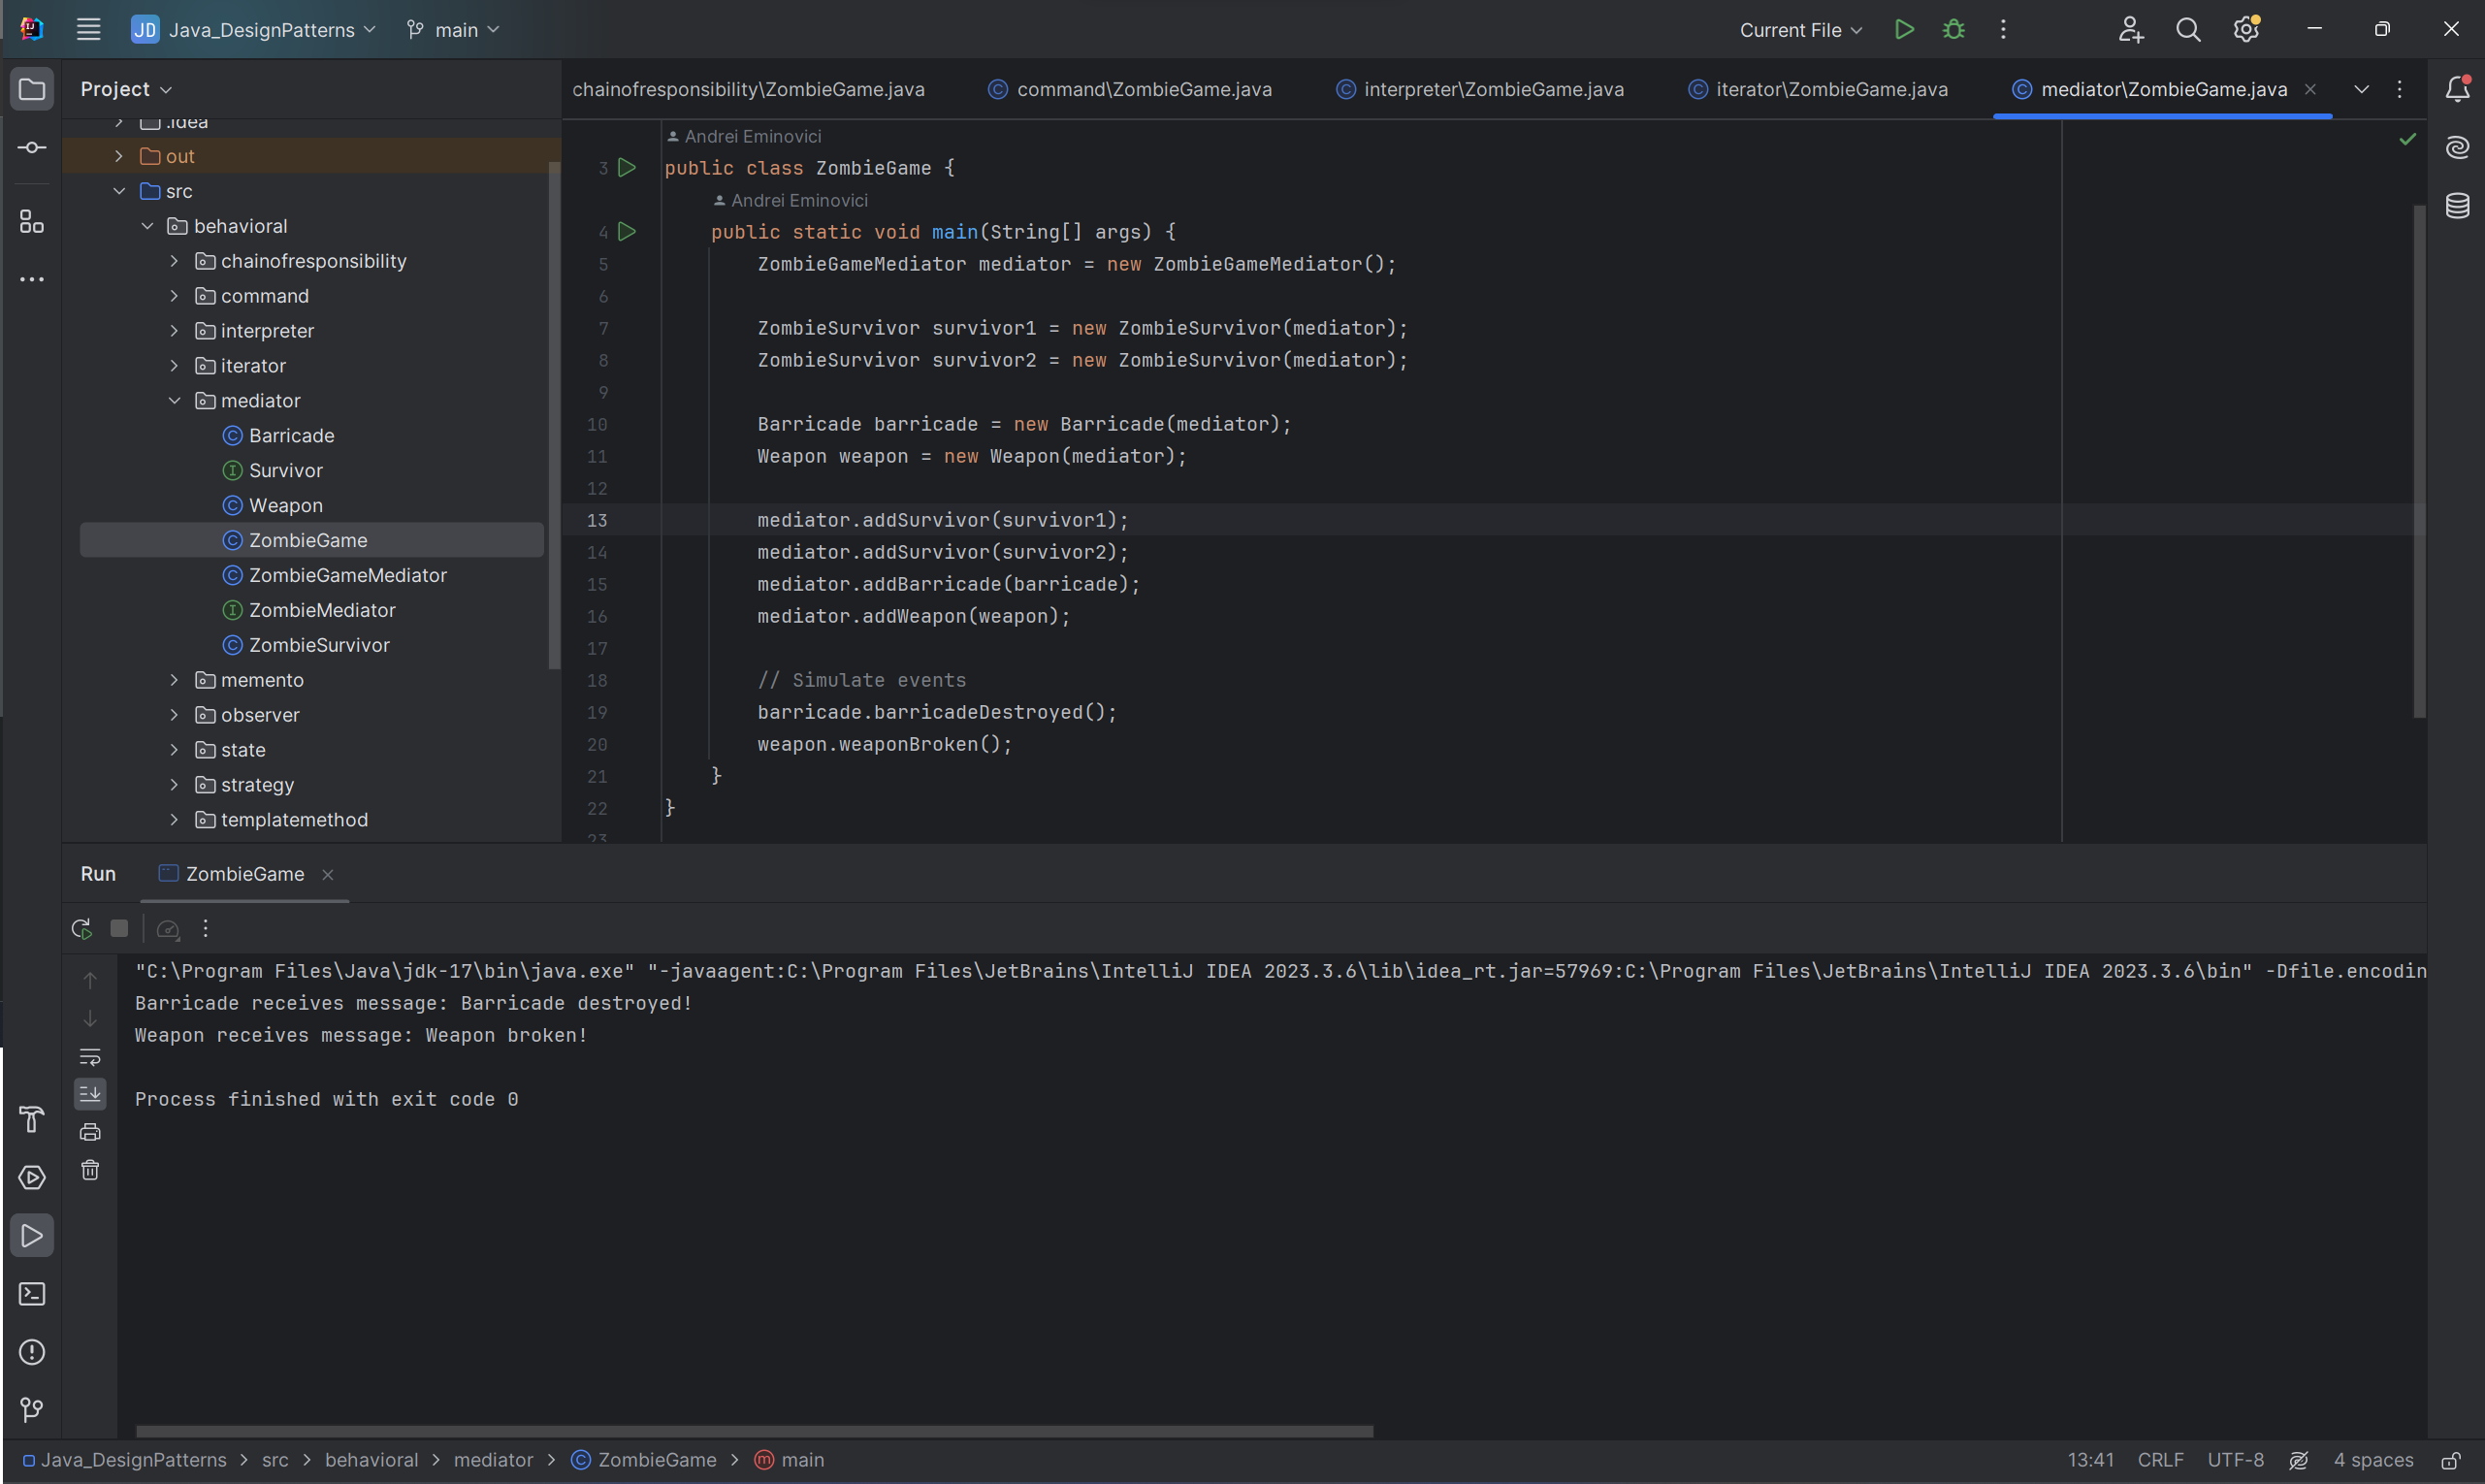 JD Java_DesignPatterns main Current File
Project
chainofresponsibility\ZombieGame.java command\ZombieGame.java interpreter\ZombieGame.java iterator\ZombieGame.java mediator\ZombieGame.java
.idea
out
src
behavioral
chainofresponsibility
command
interpreter
iterator
mediator
Barricade
Survivor
Weapon
ZombieGame
ZombieGameMediator
ZombieMediator
ZombieSurvivor
memento
observer
state
strategy
templatemethod
Andrei Eminovici
3 public class ZombieGame {
Andrei Eminovici
4 public static void main(String[] args) {
5 ZombieGameMediator mediator = new ZombieGameMediator();
6
7 ZombieSurvivor survivor1 = new ZombieSurvivor(mediator);
8 ZombieSurvivor survivor2 = new ZombieSurvivor(mediator);
9
10 Barricade barricade = new Barricade(mediator);
11 Weapon weapon = new Weapon(mediator);
12
13 mediator.addSurvivor(survivor1);
14 mediator.addSurvivor(survivor2);
15 mediator.addBarricade(barricade);
16 mediator.addWeapon(weapon);
17
18 // Simulate events
19 barricade.barricadeDestroyed();
20 weapon.weaponBroken();
21 }
22 }
23
Run ZombieGame
"C:\Program Files\Java\jdk-17\bin\java.exe" "-javaagent:C:\Program Files\JetBrains\IntelliJ IDEA 2023.3.6\lib\idea_rt.jar=57969:C:\Program Files\JetBrains\IntelliJ IDEA 2023.3.6\bin" -Dfile.encodin
Barricade receives message: Barricade destroyed!
Weapon receives message: Weapon broken!
Process finished with exit code 0
Java_DesignPatterns > src > behavioral > mediator > ZombieGame > main 13:41 CRLF UTF-8 4 spaces